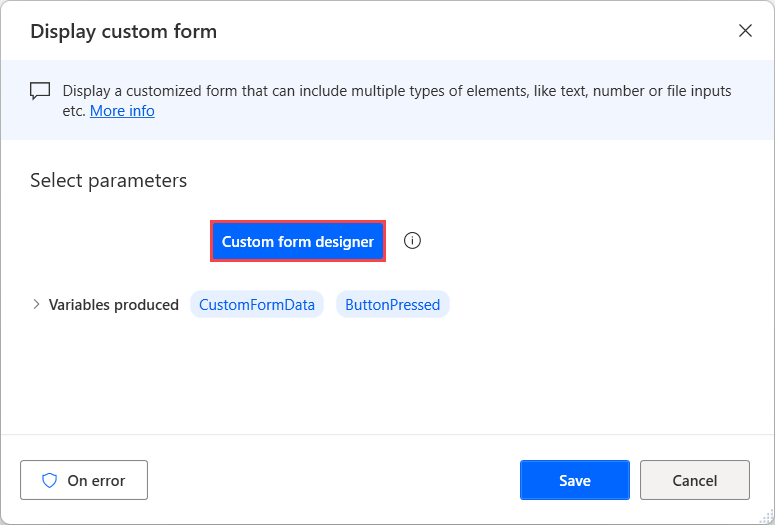 Display custom form
Display a customized form that can include multiple types of elements, like text, number or file inputs
etc. More info
Select parameters
Custom form designer
Variables produced CustomFormData ButtonPressed
On error Save Cancel